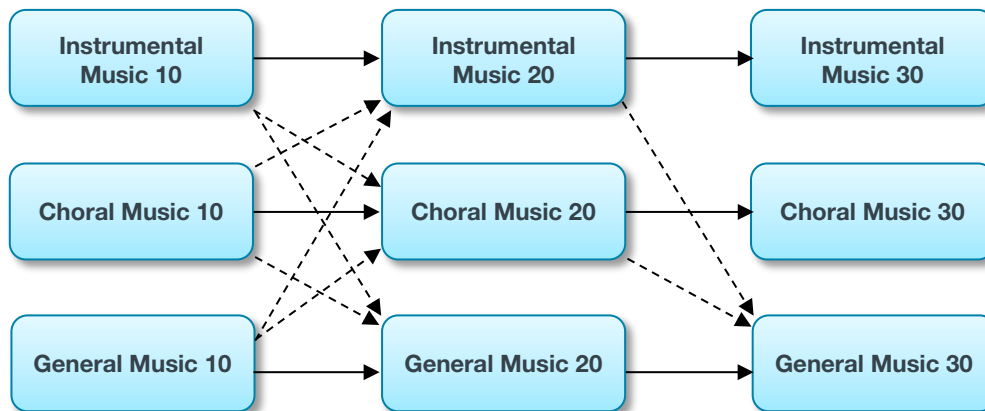 Instrumental
Music 10
Instrumental
Music 20
Instrumental
Music 30
Choral Music 10
Choral Music 20
Choral Music 30
General Music 10
General Music 20
General Music 30